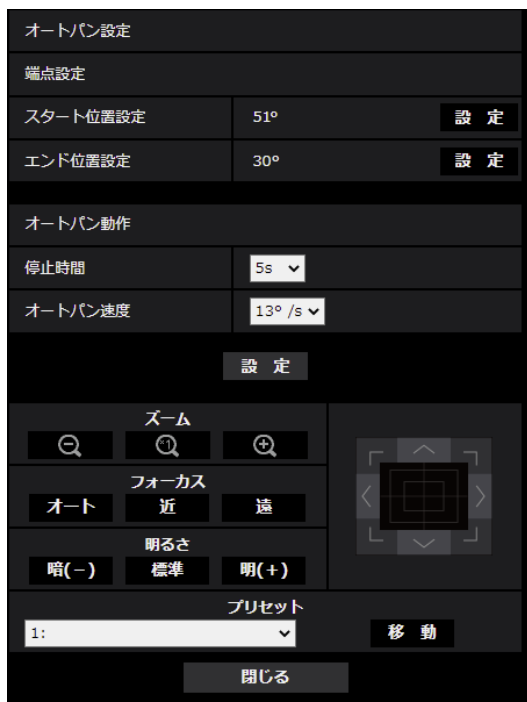 オートパン設定
端点設定
スタート位置設定 51° 設 定
エンド位置設定 30° 設 定
オートパン動作
停止時間 5s
オートパン速度 13° /s
設 定
ズーム
×1
フォーカス
オート 近 遠
明るさ
暗(－) 標準 明(+)
プリセット
1: 移 動
閉じる